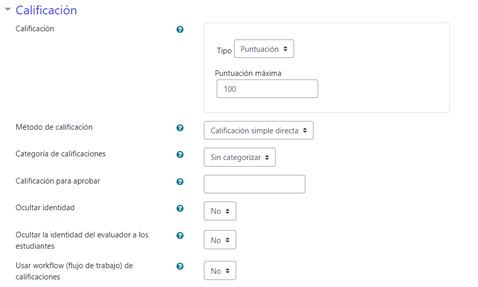 Calificación
Calificación
Tipo Puntuación
Puntuación máxima
100
Método de calificación Calificación simple directa
Categoría de calificaciones Sin categorizar
Calificación para aprobar
Ocultar identidad No
Ocultar la identidad del evaluador a los No
estudiantes
Usar workflow (flujo de trabajo) de No
calificaciones